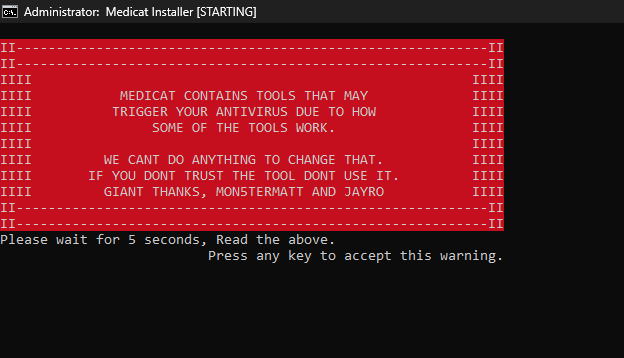 Administrator:  Medicat Installer [STARTING]
II-----------------------------------------------------------II
II-----------------------------------------------------------II
IIII                                                       IIII
IIII           MEDICAT CONTAINS TOOLS THAT MAY             IIII
IIII          TRIGGER YOUR ANTIVIRUS DUE TO HOW            IIII
IIII               SOME OF THE TOOLS WORK.                 IIII
IIII                                                       IIII
IIII         WE CANT DO ANYTHING TO CHANGE THAT.           IIII
IIII       IF YOU DONT TRUST THE TOOL DONT USE IT.         IIII
IIII         GIANT THANKS, MON5TERMATT AND JAYRO           IIII
II-----------------------------------------------------------II
II-----------------------------------------------------------II
Please wait for 5 seconds, Read the above.
                          Press any key to accept this warning.